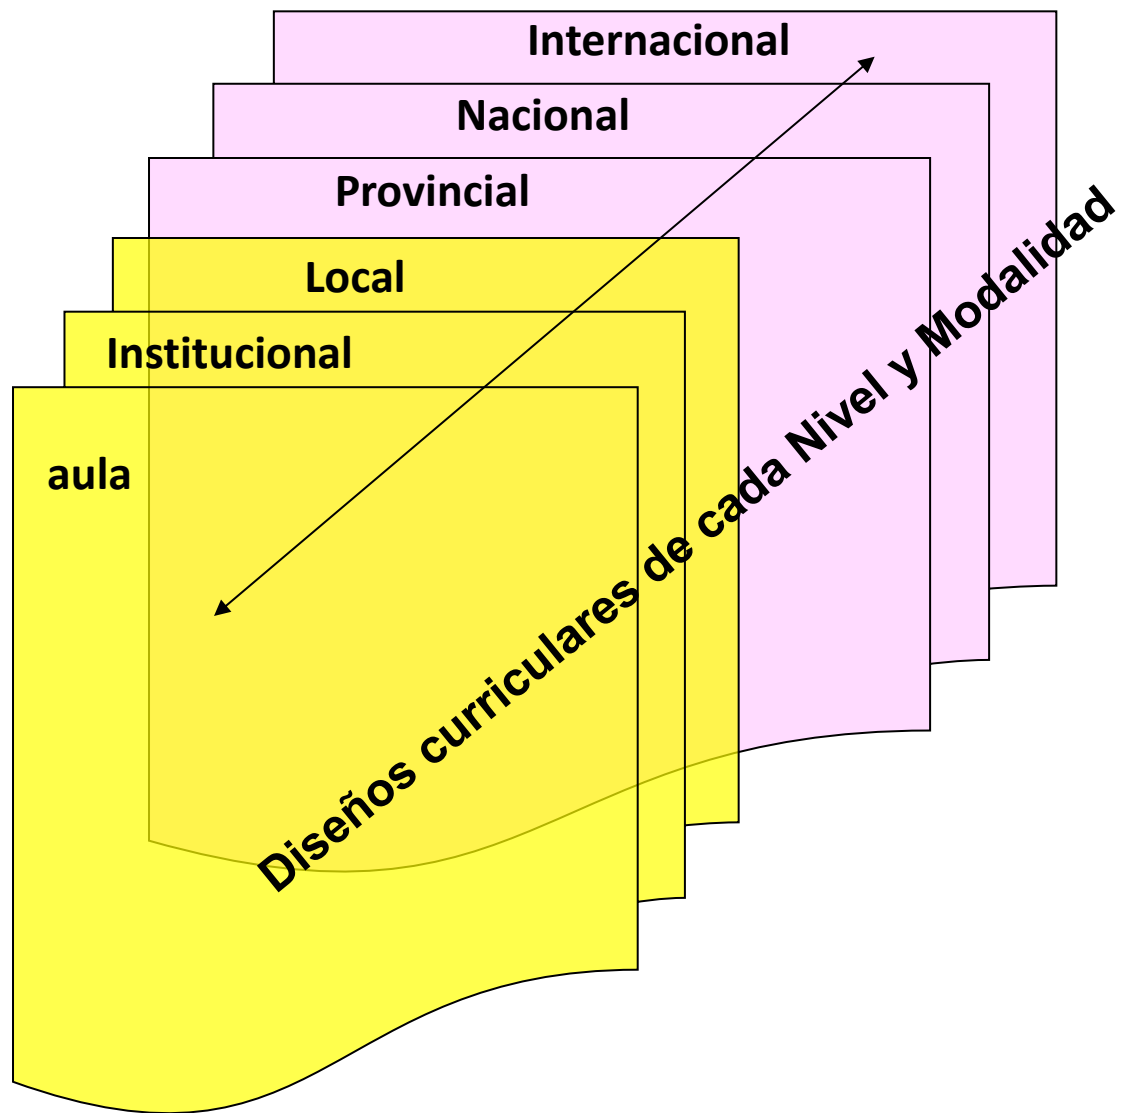 Internacional
Nacional
Provincial
Local
Institucional
aula
Diseños curriculares de cada Nivel y Modalidad